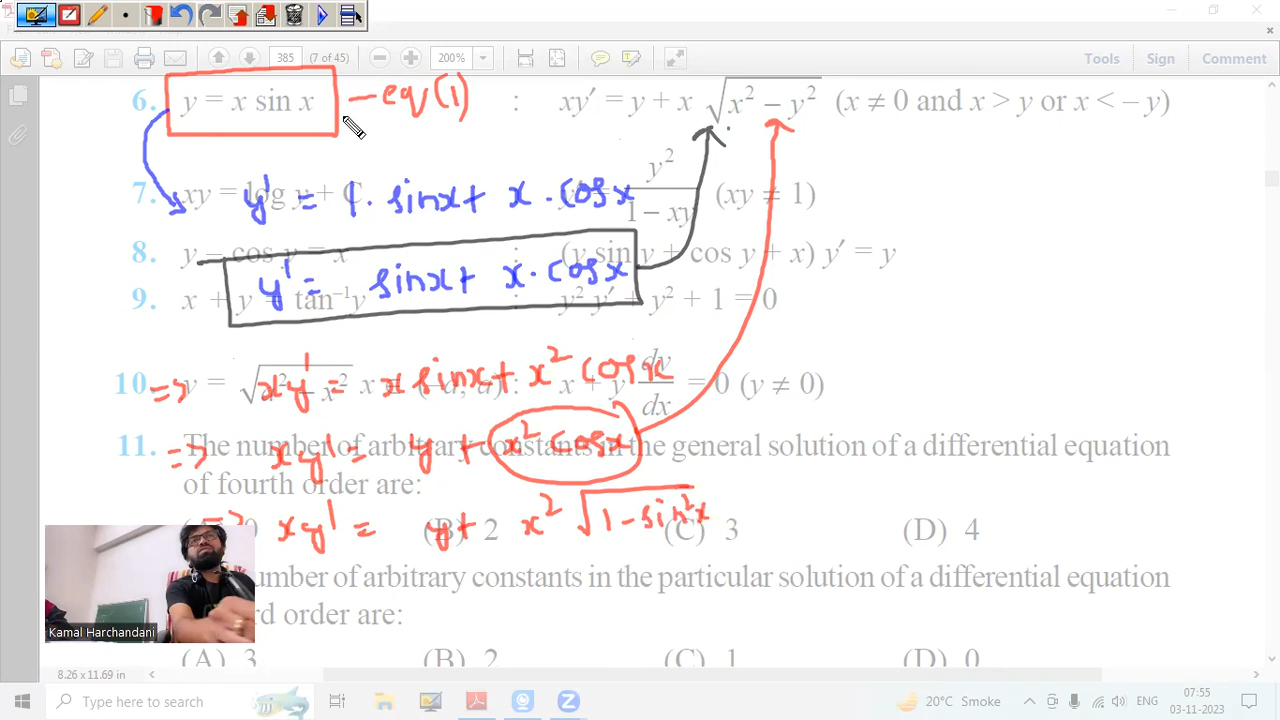 385 (7 of 45) 200% Tools Sign Comment
6. y = x sin x – eq(1) : xy′ = y + x √x² – y² (x ≠ 0 and x > y or x < – y)
7. xy = log y + C : y² / 1 – xy (xy ≠ 1)
y' = 1 . sinx + x . cosx
8. y – cos y = x : (y sin y + cos y + x) y′ = y
y' = sinx + x . cosx
9. x + y = tan⁻¹y : y² y′ + y² + 1 = 0
=> xy' = x sinx + x² cosx
10. y = √a² – x² x ∈ (– a, a) : x + y dy/dx = 0 (y ≠ 0)
11. The number of arbitrary constants in the general solution of a differential equation
=> xy' = y + x² cosx
of fourth order are:
=> xy' = y + x² √1 – sin²x
(A) 0 (B) 2 (C) 3 (D) 4
umber of arbitrary constants in the particular solution of a differential equation
rd order are:
(A) 3 (B) 2 (C) 1 (D) 0
Kamal Harchandani
8.26 x 11.69 in
Type here to search 20°C Smoke ENG 07:55
03-11-2023